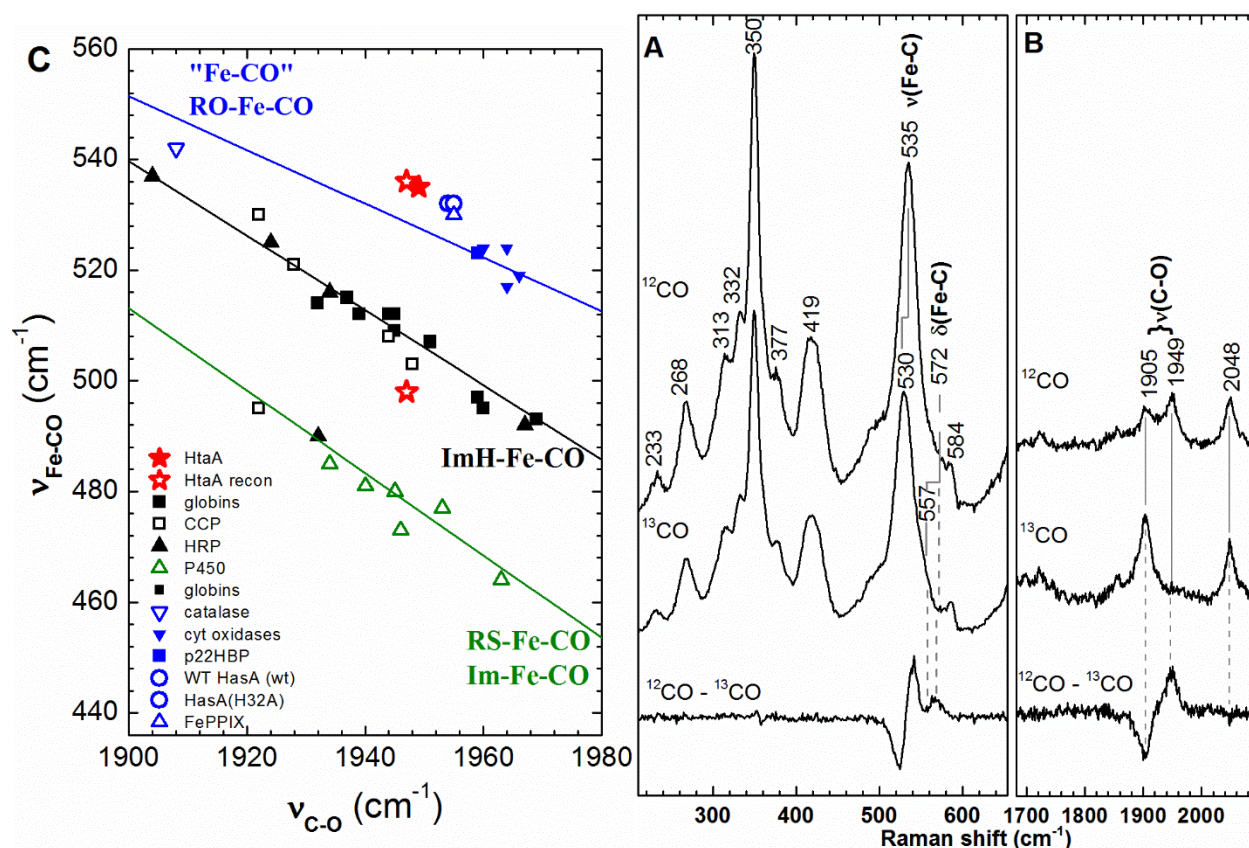 C
"Fe-CO"
RO-Fe-CO
ImH-Fe-CO
RS-Fe-CO
Im-Fe-CO
HtaA
HtaA recon
globins
CCP
HRP
P450
globins
catalase
cyt oxidases
p22HBP
WT HasA (wt)
HasA(H32A)
FePPIX
560
540
520
500
480
460
440
νFe-CO (cm⁻¹)
1900 1920 1940 1960 1980
νC-O (cm⁻¹)
A
350
535 ν(Fe-C)
¹²CO
233
268
313
332
377
419
530
572 δ(Fe-C)
557
584
¹³CO
¹²CO - ¹³CO
300 400 500 600
B
}ν(C-O)
1905
1949
2048
¹²CO
¹³CO
¹²CO - ¹³CO
1700 1800 1900 2000
Raman shift (cm⁻¹)